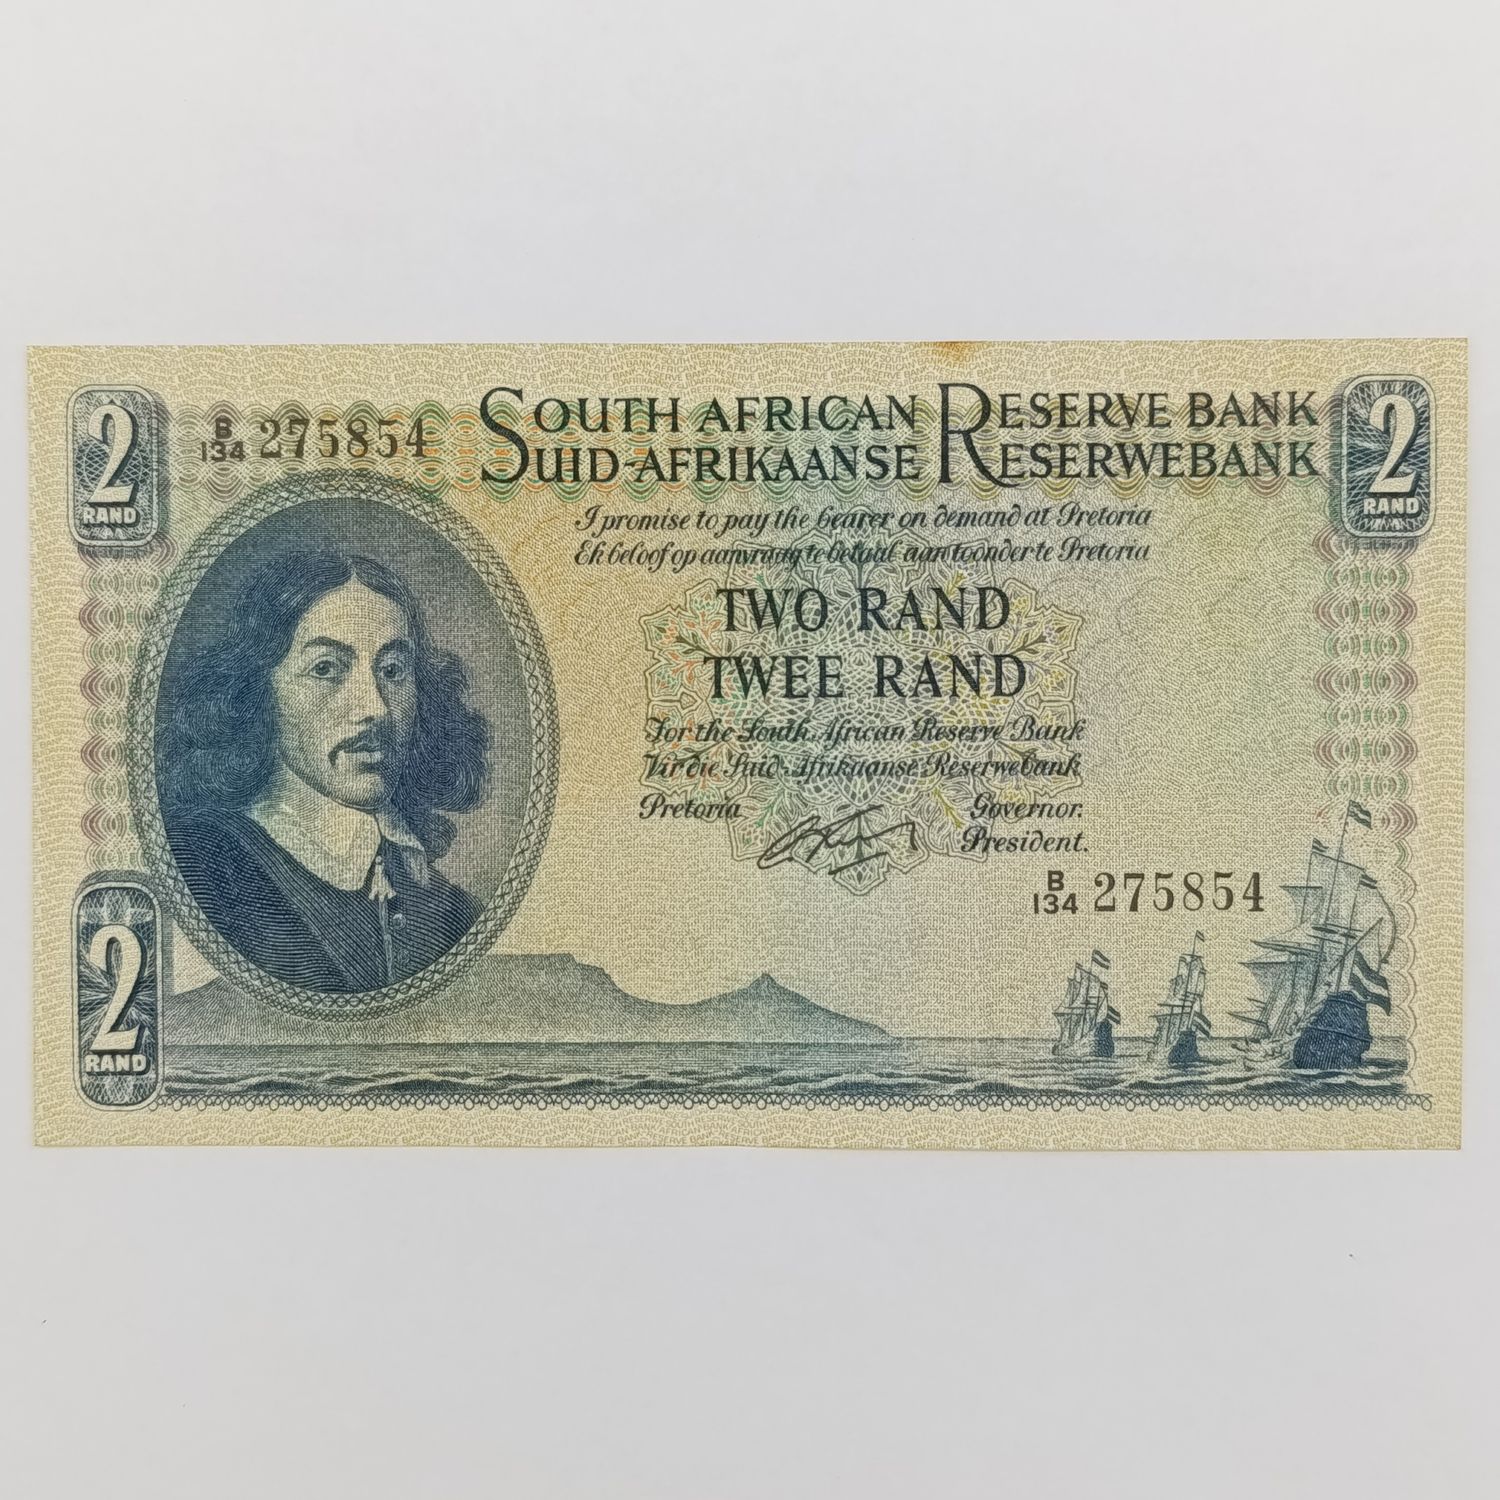 2
RAND
B
134 275854
SOUTH AFRICAN RESERVE BANK
SUID-AFRIKAANSE RESERWEBANK
2
RAND
I promise to pay the bearer on demand at Pretoria
Ek beloof op aanvraag te betaal aan toonder te Pretoria
TWO RAND
TWEE RAND
For the South African Reserve Bank
Vir die Suid-Afrikaanse Reserwebank
Pretoria
Governor.
President.
B
134 275854
2
RAND